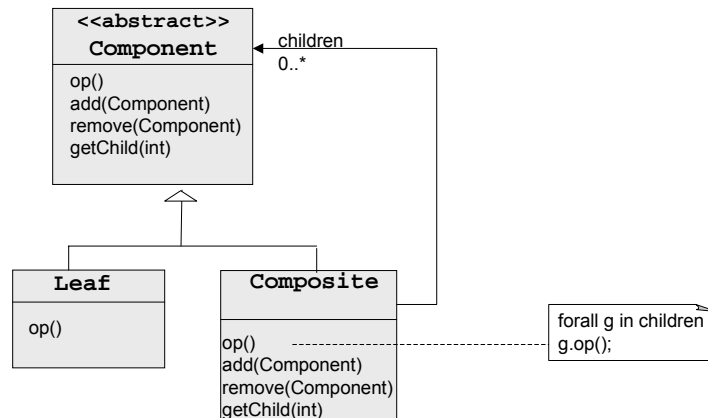 <<abstract>>
Component
op()
add(Component)
remove(Component)
getChild(int)
children
0..*
Leaf
op()
Composite
op()
add(Component)
remove(Component)
getChild(int)
forall g in children
g.op();